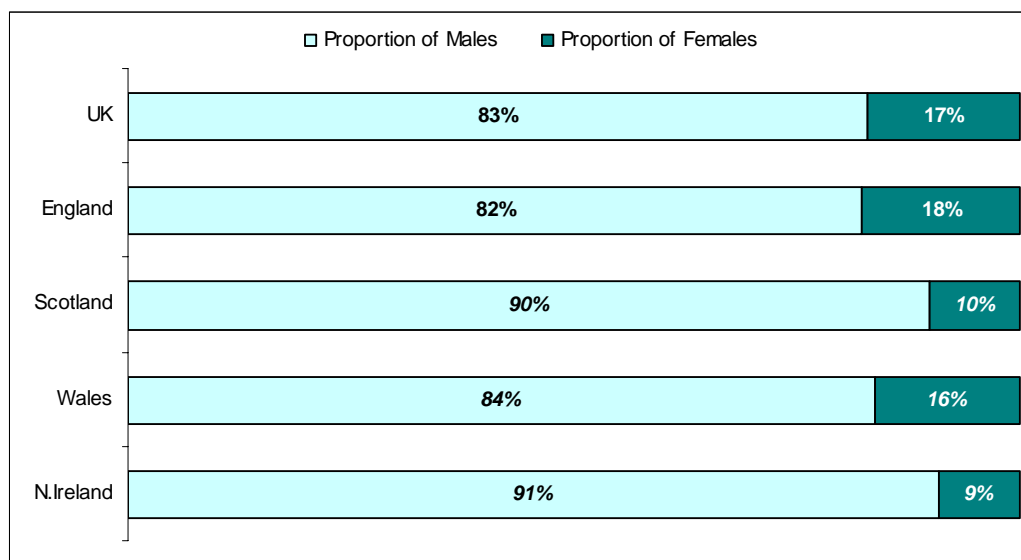 Proportion of Males Proportion of Females
UK 83% 17%
England 82% 18%
Scotland 90% 10%
Wales 84% 16%
N.Ireland 91% 9%